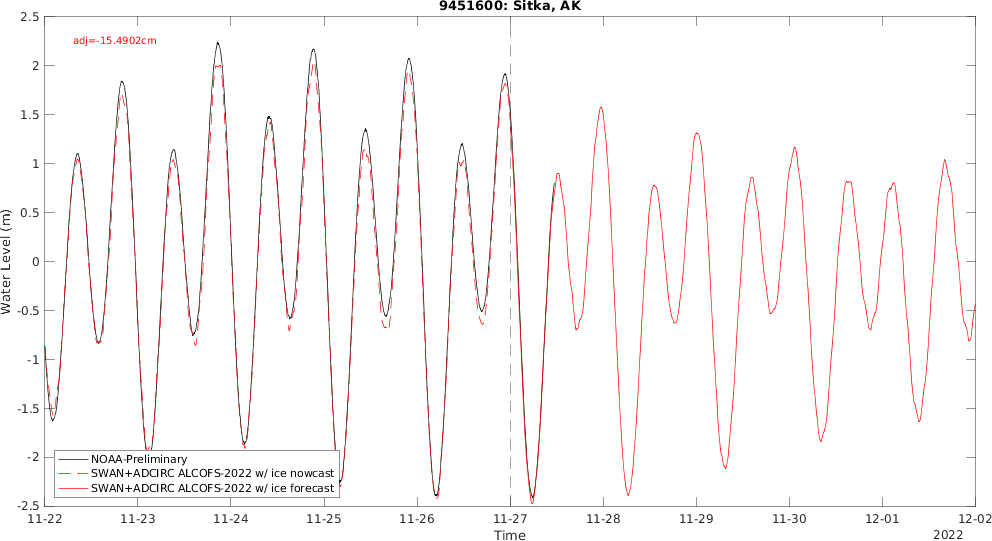 9451600: Sitka, AK
adj=-15.4902cm
2.5
2
1.5
1
0.5
0
-0.5
-1
-1.5
-2
-2.5
Water Level (m)
NOAA-Preliminary
SWAN+ADCIRC ALCOFS-2022 w/ ice nowcast
SWAN+ADCIRC ALCOFS-2022 w/ ice forecast
11-22 11-23 11-24 11-25 11-26 11-27 11-28 11-29 11-30 12-01 12-02
Time
2022